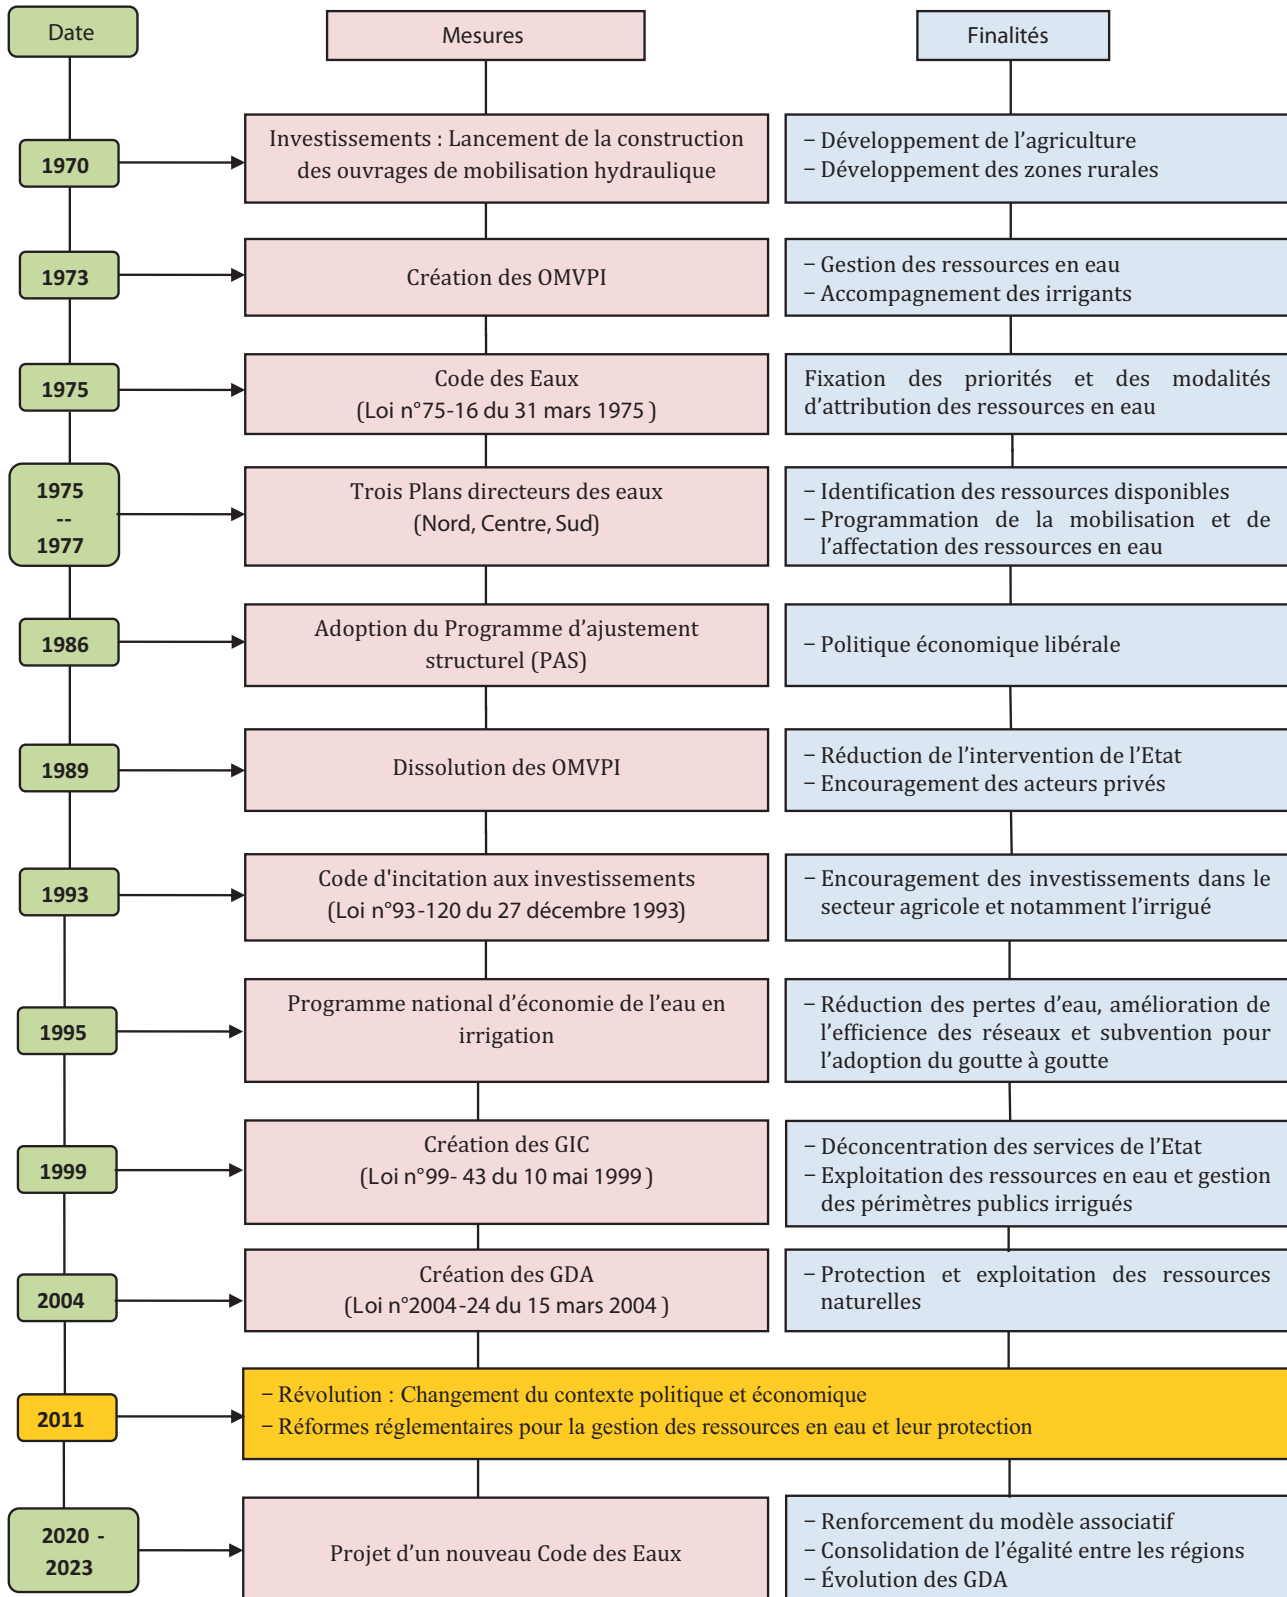 Date
Mesures
Finalités
1970
Investissements : Lancement de la construction
des ouvrages de mobilisation hydraulique
– Développement de l’agriculture
– Développement des zones rurales
1973
Création des OMVPI
– Gestion des ressources en eau
– Accompagnement des irrigants
1975
Code des Eaux
(Loi n°75-16 du 31 mars 1975 )
Fixation des priorités et des modalités
d’attribution des ressources en eau
1975
--
1977
Trois Plans directeurs des eaux
(Nord, Centre, Sud)
– Identification des ressources disponibles
– Programmation de la mobilisation et de
l’affectation des ressources en eau
1986
Adoption du Programme d’ajustement
structurel (PAS)
– Politique économique libérale
1989
Dissolution des OMVPI
– Réduction de l’intervention de l’Etat
– Encouragement des acteurs privés
1993
Code d'incitation aux investissements
(Loi n°93-120 du 27 décembre 1993)
– Encouragement des investissements dans le
secteur agricole et notamment l’irrigué
1995
Programme national d’économie de l’eau en
irrigation
– Réduction des pertes d’eau, amélioration de
l’efficience des réseaux et subvention pour
l’adoption du goutte à goutte
1999
Création des GIC
(Loi n°99- 43 du 10 mai 1999 )
– Déconcentration des services de l’Etat
– Exploitation des ressources en eau et gestion
des périmètres publics irrigués
2004
Création des GDA
(Loi n°2004-24 du 15 mars 2004 )
– Protection et exploitation des ressources
naturelles
2011
– Révolution : Changement du contexte politique et économique
– Réformes réglementaires pour la gestion des ressources en eau et leur protection
2020 -
2023
Projet d’un nouveau Code des Eaux
– Renforcement du modèle associatif
– Consolidation de l’égalité entre les régions
– Évolution des GDA